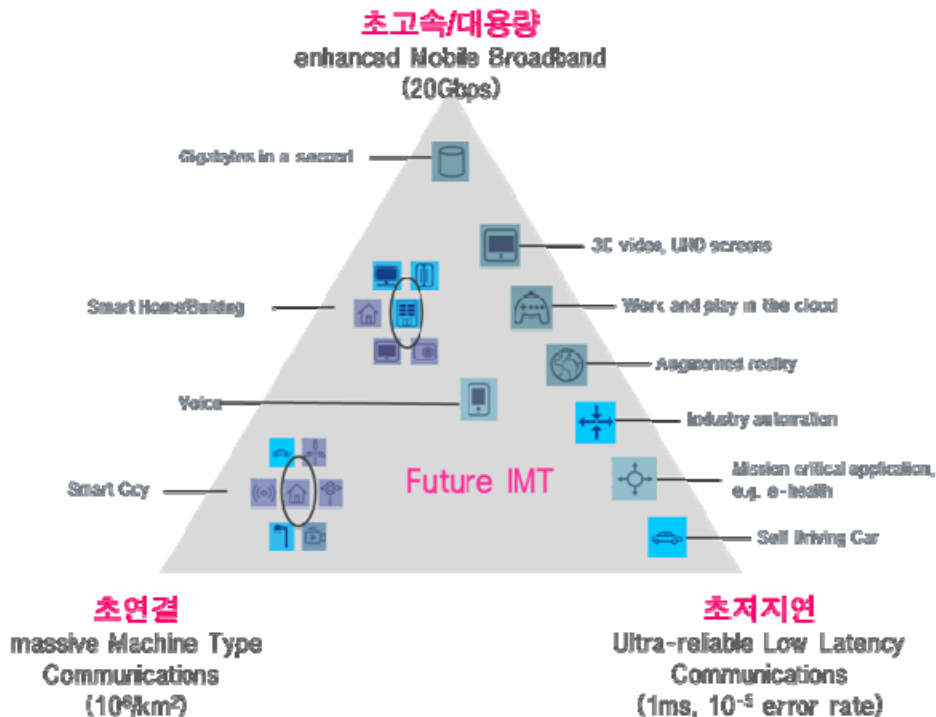 초고속/대용량
enhanced Mobile Broadband
(20Gbps)
Gigabytes in a second
3D video, UHD screens
Smart Home/Building
Work and play in the cloud
Augmented reality
Voice
Industry automation
Future IMT
Mission critical application,
e.g. e-health
Smart City
Self Driving Car
초연결
massive Machine Type
Communications
(10⁶/km²)
초저지연
Ultra-reliable Low Latency
Communications
(1ms, 10⁻⁵ error rate)